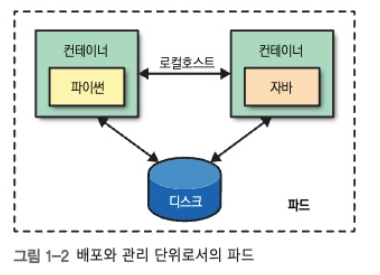 컨테이너
컨테이너
로컬호스트
파이썬
자바
디스크
파드
그림 1-2 배포와 관리 단위로서의 파드